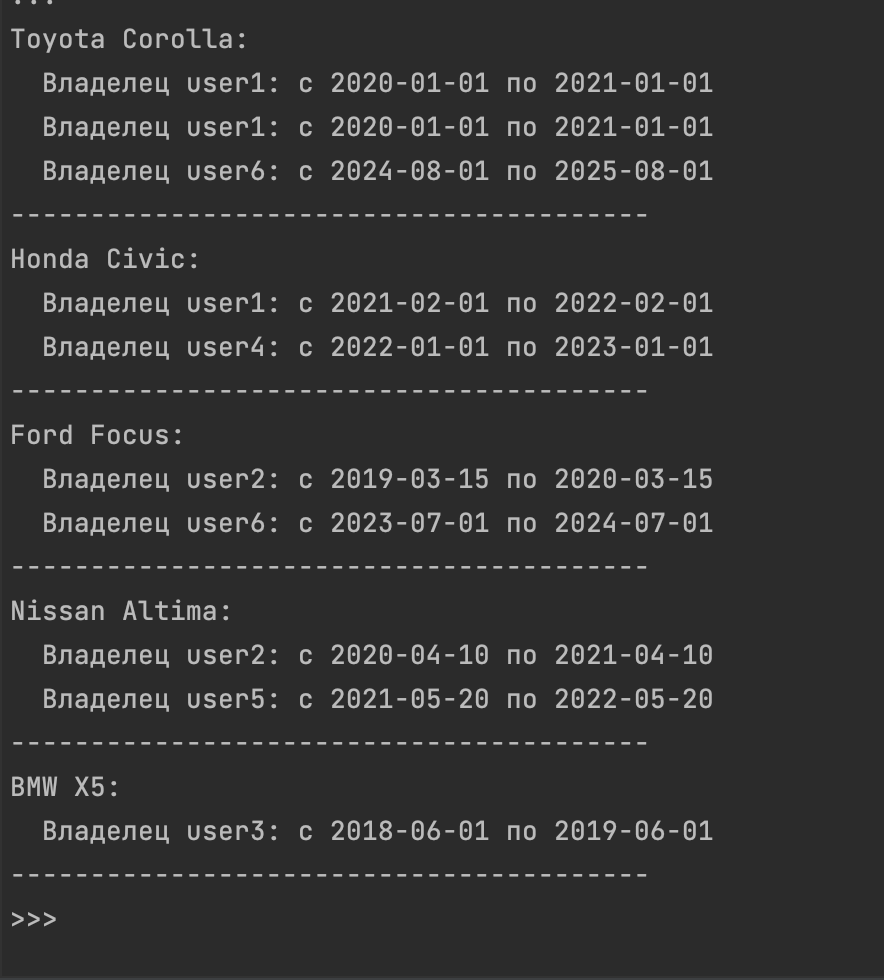 ...
Toyota Corolla:
  Владелец user1: с 2020-01-01 по 2021-01-01
  Владелец user1: с 2020-01-01 по 2021-01-01
  Владелец user6: с 2024-08-01 по 2025-08-01
----------------------------------------
Honda Civic:
  Владелец user1: с 2021-02-01 по 2022-02-01
  Владелец user4: с 2022-01-01 по 2023-01-01
----------------------------------------
Ford Focus:
  Владелец user2: с 2019-03-15 по 2020-03-15
  Владелец user6: с 2023-07-01 по 2024-07-01
----------------------------------------
Nissan Altima:
  Владелец user2: с 2020-04-10 по 2021-04-10
  Владелец user5: с 2021-05-20 по 2022-05-20
----------------------------------------
BMW X5:
  Владелец user3: с 2018-06-01 по 2019-06-01
----------------------------------------
>>>